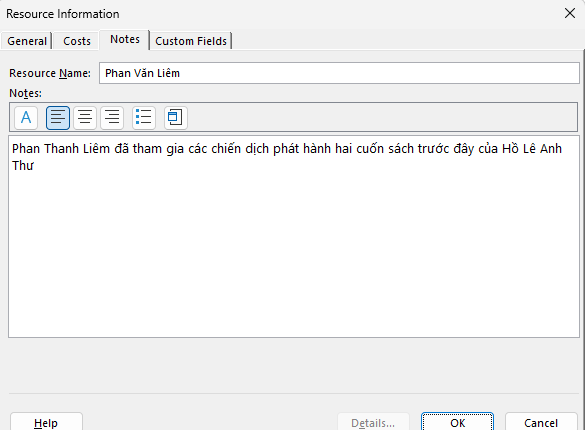 Resource Information
General Costs Notes Custom Fields
Resource Name: Phan Văn Liêm
Notes:
A
Phan Thanh Liêm đã tham gia các chiến dịch phát hành hai cuốn sách trước đây của Hồ Lê Anh
Thư
Help Details... OK Cancel